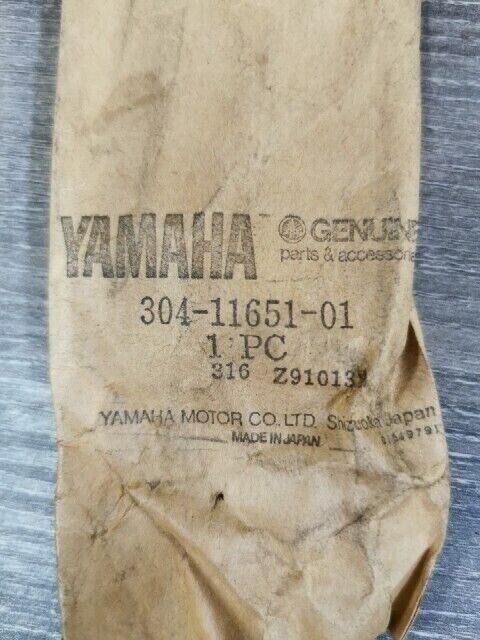 YAMAHA GENUINE
parts & accessories
304-11651-01
1 PC
316 Z91013
YAMAHA MOTOR CO. LTD. Shizuoka Japan
MADE IN JAPAN